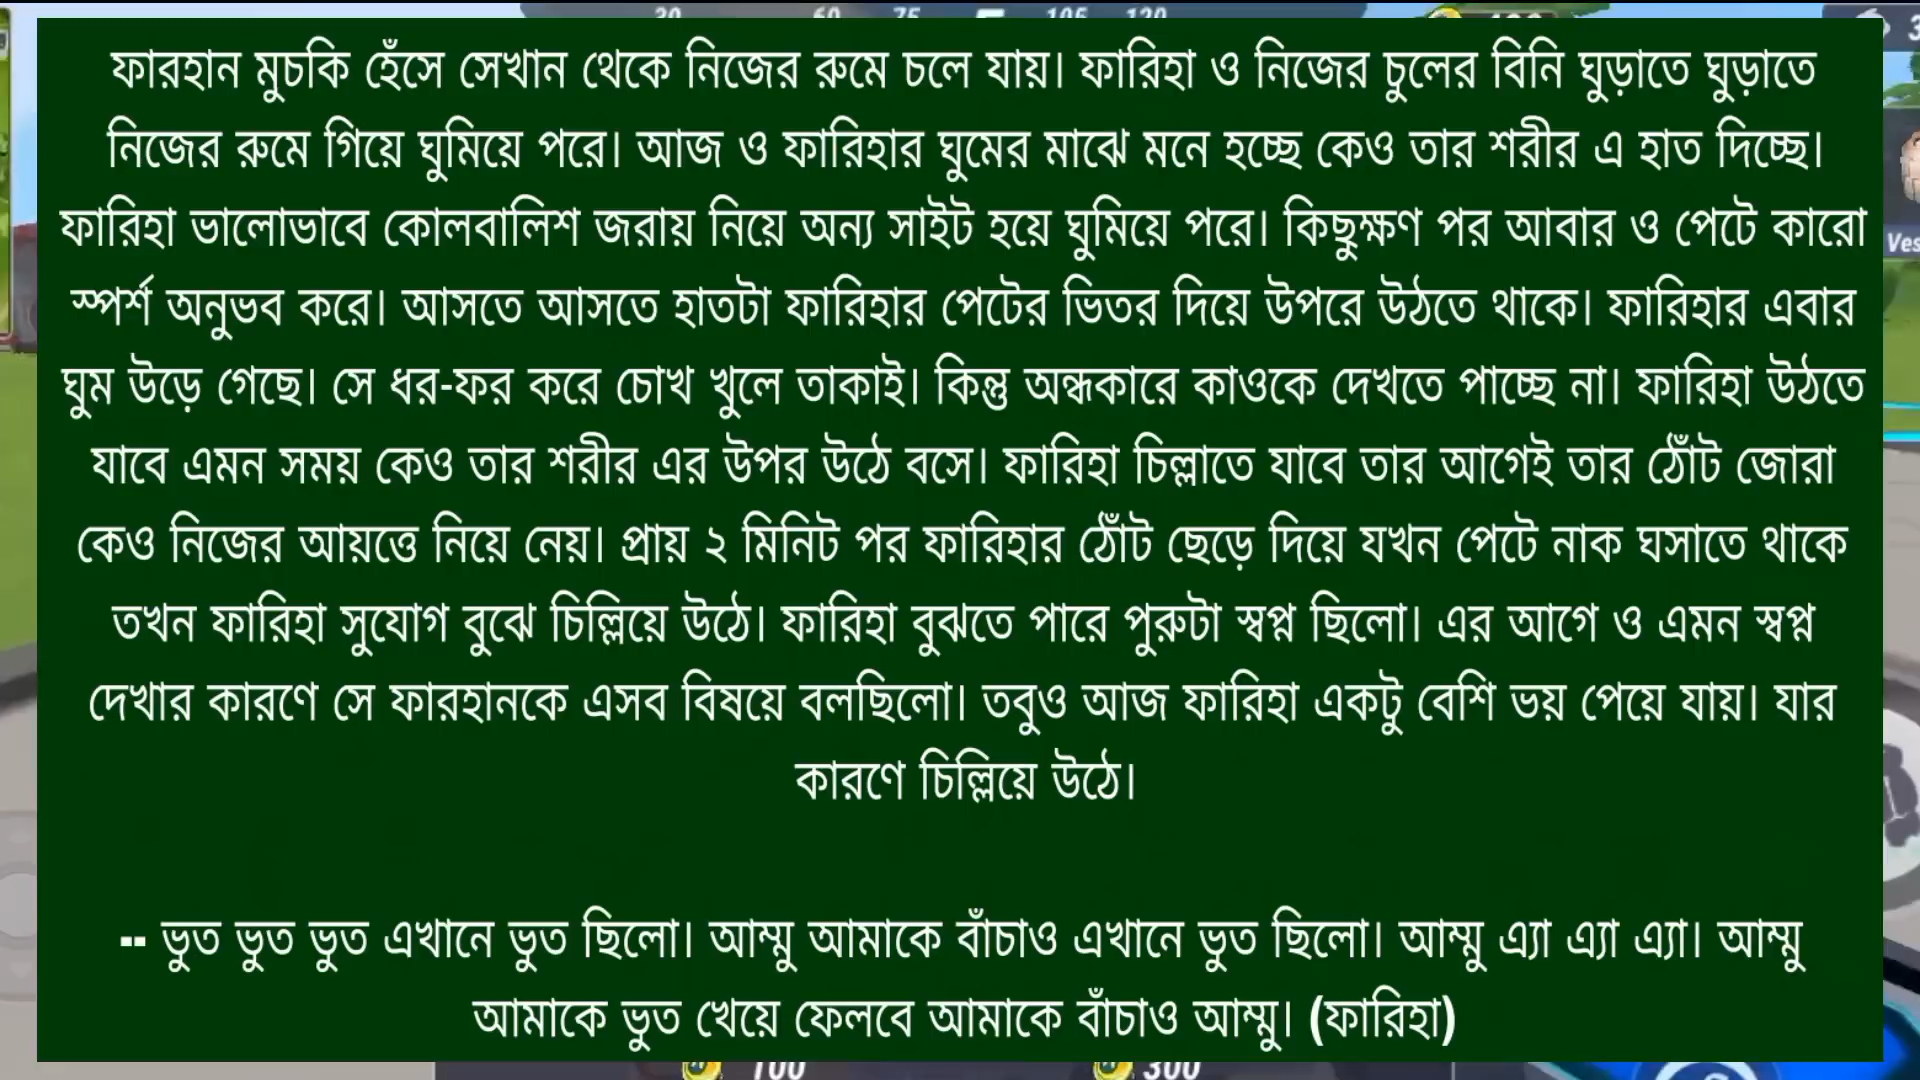 ফারহান মুচকি হেঁসে সেখান থেকে নিজের রুমে চলে যায়। ফারিহা ও নিজের চুলের বিনি ঘুড়াতে ঘুড়াতে
নিজের রুমে গিয়ে ঘুমিয়ে পরে। আজ ও ফারিহার ঘুমের মাঝে মনে হচ্ছে কেও তার শরীর এ হাত দিচ্ছে।
ফারিহা ভালোভাবে কোলবালিশ জরায় নিয়ে অন্য সাইট হয়ে ঘুমিয়ে পরে। কিছুক্ষণ পর আবার ও পেটে কারো
স্পর্শ অনুভব করে। আসতে আসতে হাতটা ফারিহার পেটের ভিতর দিয়ে উপরে উঠতে থাকে। ফারিহার এবার
ঘুম উড়ে গেছে। সে ধর-ফর করে চোখ খুলে তাকাই। কিন্তু অন্ধকারে কাওকে দেখতে পাচ্ছে না। ফারিহা উঠতে
যাবে এমন সময় কেও তার শরীর এর উপর উঠে বসে। ফারিহা চিল্লাতে যাবে তার আগেই তার ঠোঁট জোরা
কেও নিজের আয়ত্তে নিয়ে নেয়। প্রায় ২ মিনিট পর ফারিহার ঠোঁট ছেড়ে দিয়ে যখন পেটে নাক ঘসাতে থাকে
তখন ফারিহা সুযোগ বুঝে চিল্লিয়ে উঠে। ফারিহা বুঝতে পারে পুরুটা স্বপ্ন ছিলো। এর আগে ও এমন স্বপ্ন
দেখার কারণে সে ফারহানকে এসব বিষয়ে বলছিলো। তবুও আজ ফারিহা একটু বেশি ভয় পেয়ে যায়। যার
কারণে চিল্লিয়ে উঠে।
-- ভুত ভুত ভুত এখানে ভুত ছিলো। আম্মু আমাকে বাঁচাও এখানে ভুত ছিলো। আম্মু এ্যা এ্যা এ্যা। আম্মু
আমাকে ভুত খেয়ে ফেলবে আমাকে বাঁচাও আম্মু। (ফারিহা)
100 300